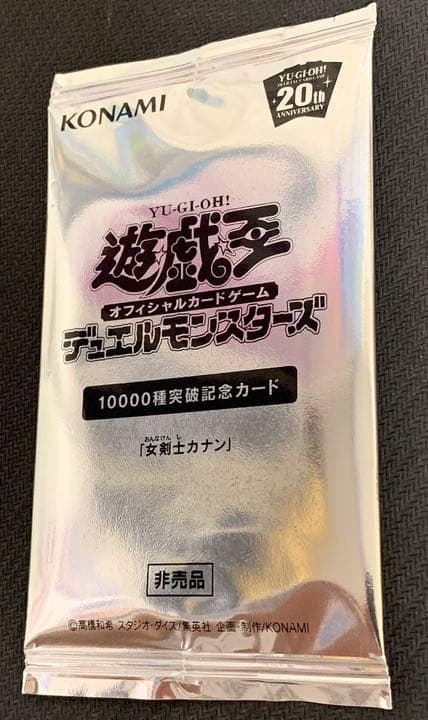 KONAMI
YU-GI-OH!
OFFICIAL CARD GAME
20th
ANNIVERSARY
YU-GI-OH!
遊☆戯☆王
オフィシャルカードゲーム
デュエルモンスターズ
10000種突破記念カード
おんなけんし
「女剣士カナン」
非売品
©高橋和希 スタジオ・ダイス/集英社 企画・制作/KONAMI